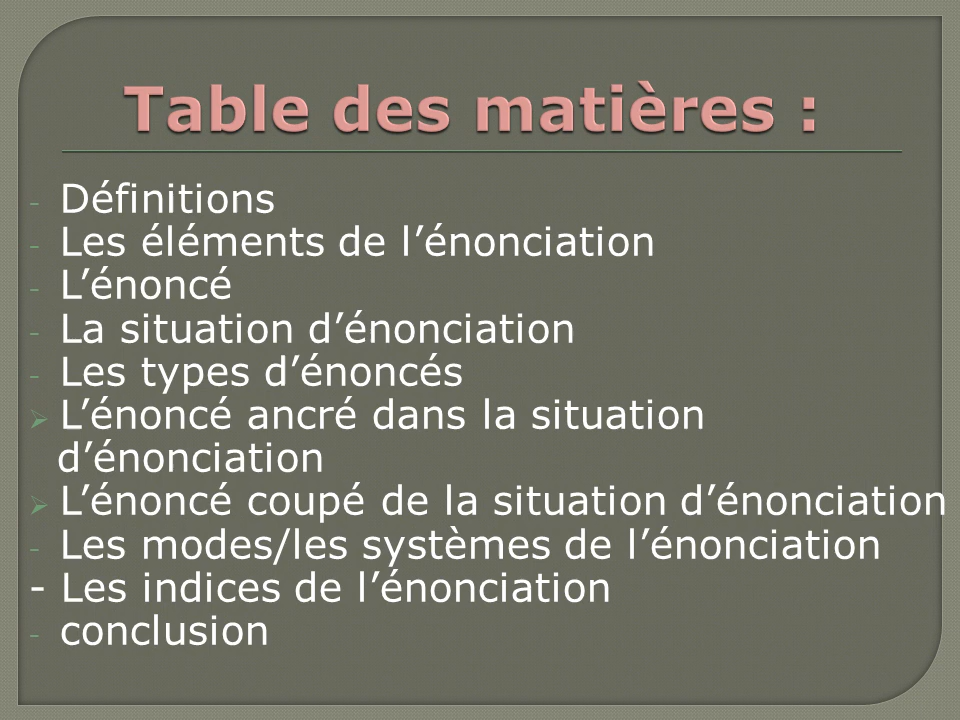 Table des matières :
- Définitions
- Les éléments de l’énonciation
- L’énoncé
- La situation d’énonciation
- Les types d’énoncés
➢ L’énoncé ancré dans la situation
d’énonciation
➢ L’énoncé coupé de la situation d’énonciation
- Les modes/les systèmes de l’énonciation
- Les indices de l’énonciation
- conclusion